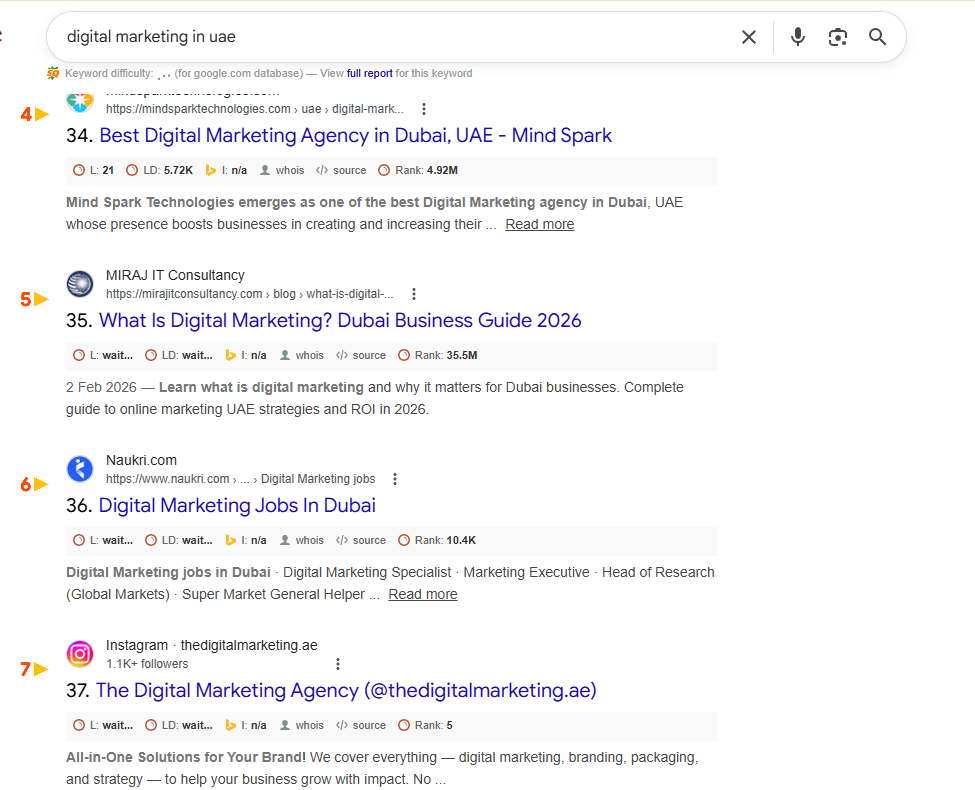 digital marketing in uae
Keyword difficulty: . . . (for google.com database) — View full report for this keyword
4
https://mindsparktechnologies.com › uae › digital-mark...
34. Best Digital Marketing Agency in Dubai, UAE - Mind Spark
L: 21 LD: 5.72K I: n/a whois </> source Rank: 4.92M
Mind Spark Technologies emerges as one of the best Digital Marketing agency in Dubai, UAE
whose presence boosts businesses in creating and increasing their ... Read more
MIRAJ IT Consultancy
5
https://mirajitconsultancy.com › blog › what-is-digital-...
35. What Is Digital Marketing? Dubai Business Guide 2026
L: wait... LD: wait... I: n/a whois </> source Rank: 35.5M
2 Feb 2026 — Learn what is digital marketing and why it matters for Dubai businesses. Complete
guide to online marketing UAE strategies and ROI in 2026.
Naukri.com
6
https://www.naukri.com › ... › Digital Marketing jobs
36. Digital Marketing Jobs In Dubai
L: wait... LD: wait... I: n/a whois </> source Rank: 10.4K
Digital Marketing jobs in Dubai · Digital Marketing Specialist · Marketing Executive · Head of Research
(Global Markets) · Super Market General Helper ... Read more
Instagram · thedigitalmarketing.ae
7
1.1K+ followers
37. The Digital Marketing Agency (@thedigitalmarketing.ae)
L: wait... LD: wait... I: n/a whois </> source Rank: 5
All-in-One Solutions for Your Brand! We cover everything — digital marketing, branding, packaging,
and strategy — to help your business grow with impact. No ...